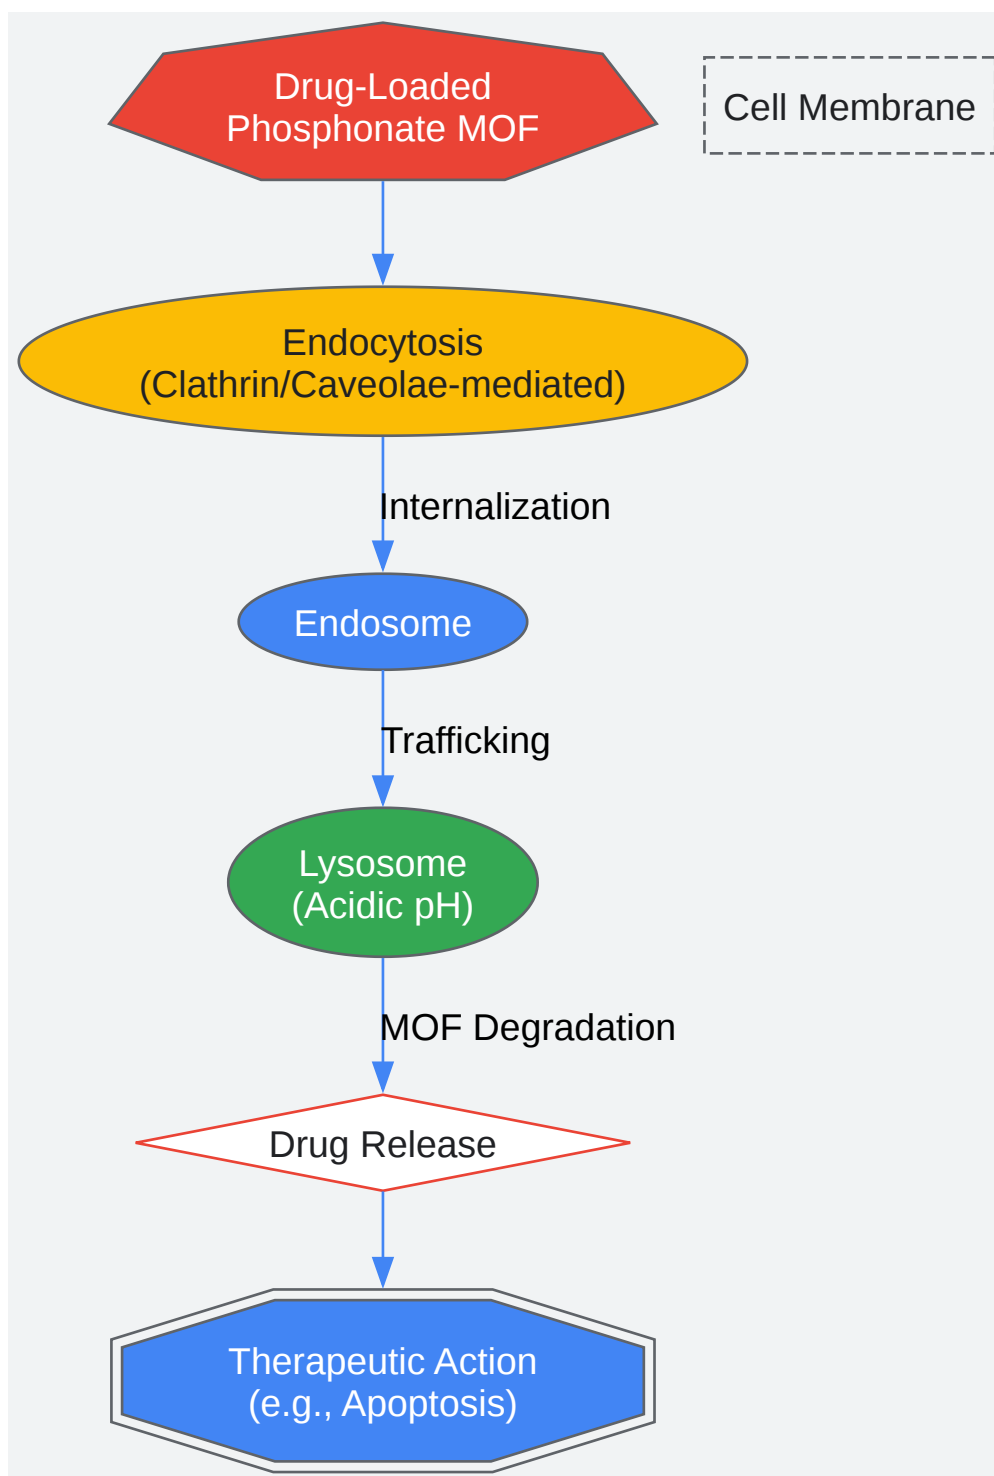 Drug-Loaded
Phosphonate MOF
Cell Membrane
Endocytosis
(Clathrin/Caveolae-mediated)
Internalization
Endosome
Trafficking
Lysosome
(Acidic pH)
MOF Degradation
Drug Release
Therapeutic Action
(e.g., Apoptosis)